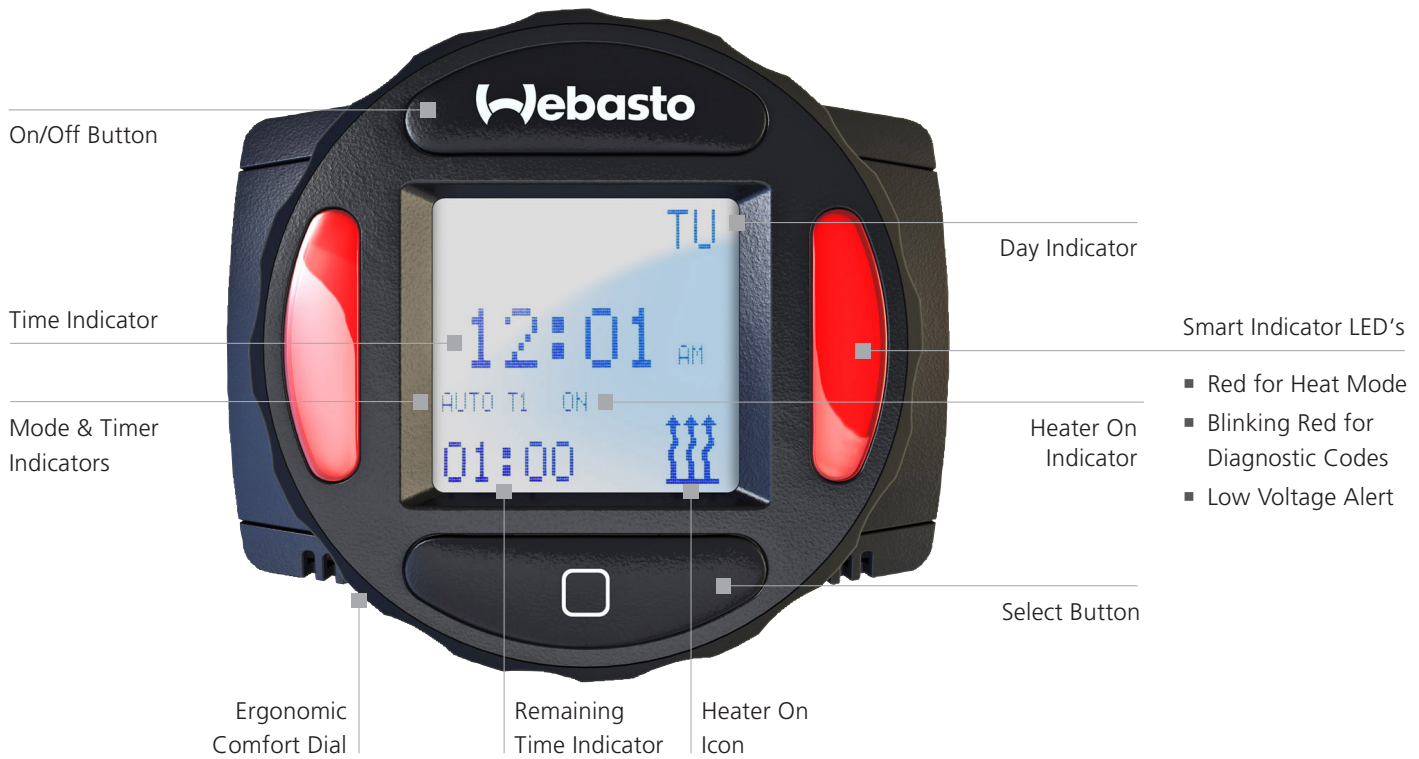 Webasto
On/Off Button
TU
Day Indicator
Time Indicator
12:01 AM
Smart Indicator LED's
▪ Red for Heat Mode
▪ Blinking Red for
Diagnostic Codes
▪ Low Voltage Alert
AUTO T1 ON
Mode & Timer
Indicators
Heater On
Indicator
01:00
Select Button
Ergonomic
Comfort Dial
Remaining
Time Indicator
Heater On
Icon